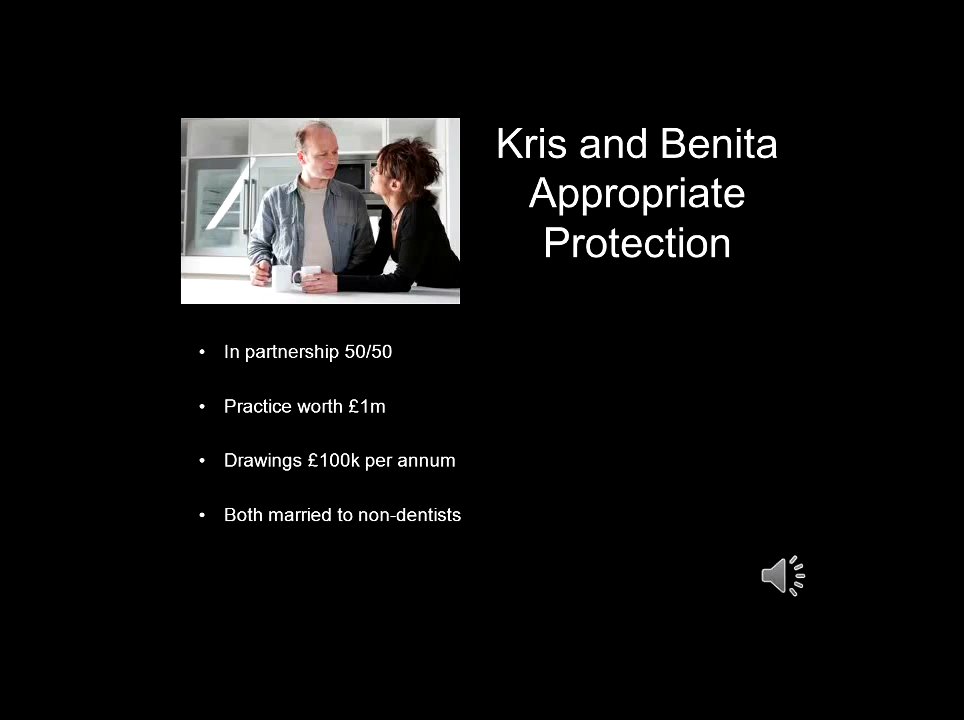 Kris and Benita
Appropriate
Protection
• In partnership 50/50
• Practice worth £1m
• Drawings £100k per annum
• Both married to non-dentists